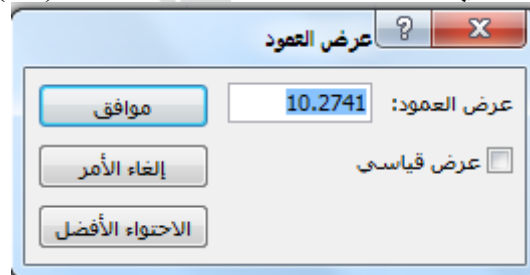 عرض العمود
عرض العمود: 10.2741
موافق
عرض قياسي
إلغاء الأمر
الاحتواء الأفضل